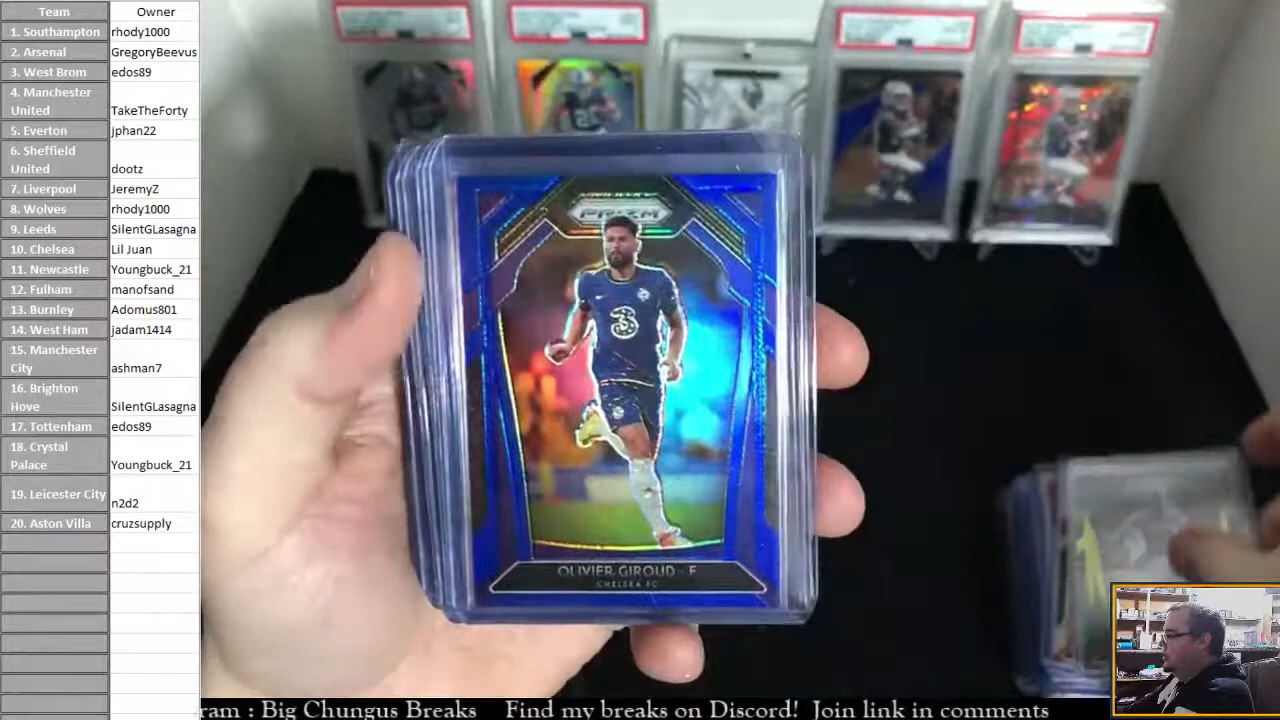 Team Owner
1. Southampton rhody1000
2. Arsenal GregoryBeevus
3. West Brom edos89
4. Manchester
United TakeTheForty
5. Everton jphan22
6. Sheffield
United dootz
7. Liverpool JeremyZ
8. Wolves rhody1000
9. Leeds SilentGLasagna
10. Chelsea Lil Juan
11. Newcastle Youngbuck_21
12. Fulham manofsand
13. Burnley Adomus801
14. West Ham jadam1414
15. Manchester
City ashman7
16. Brighton
Hove SilentGLasagna
17. Tottenham edos89
18. Crystal
Palace Youngbuck_21
19. Leicester City n2d2
20. Aston Villa cruzsupply
PRIZM
3
OLIVIER GIROUD - F
CHELSEA FC
ram : Big Chungus Breaks Find my breaks on Discord! Join link in comments